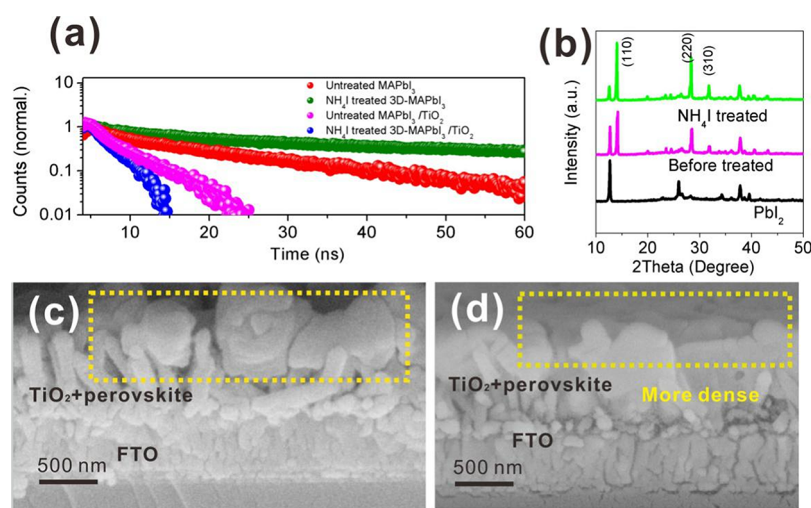 (a)
Counts (normal.)
10
1
0.1
0.01
10
20
30
40
50
60
Time (ns)
Untreated MAPbI₃
NH₄I treated 3D-MAPbI₃
Untreated MAPbI₃ /TiO₂
NH₄I treated 3D-MAPbI₃ /TiO₂
(b)
Intensity (a.u.)
(110)
(220)
(310)
NH₄I treated
Before treated
PbI₂
10
20
30
40
50
2Theta (Degree)
(c)
TiO₂+perovskite
FTO
500 nm
(d)
TiO₂+perovskite
More dense
FTO
500 nm